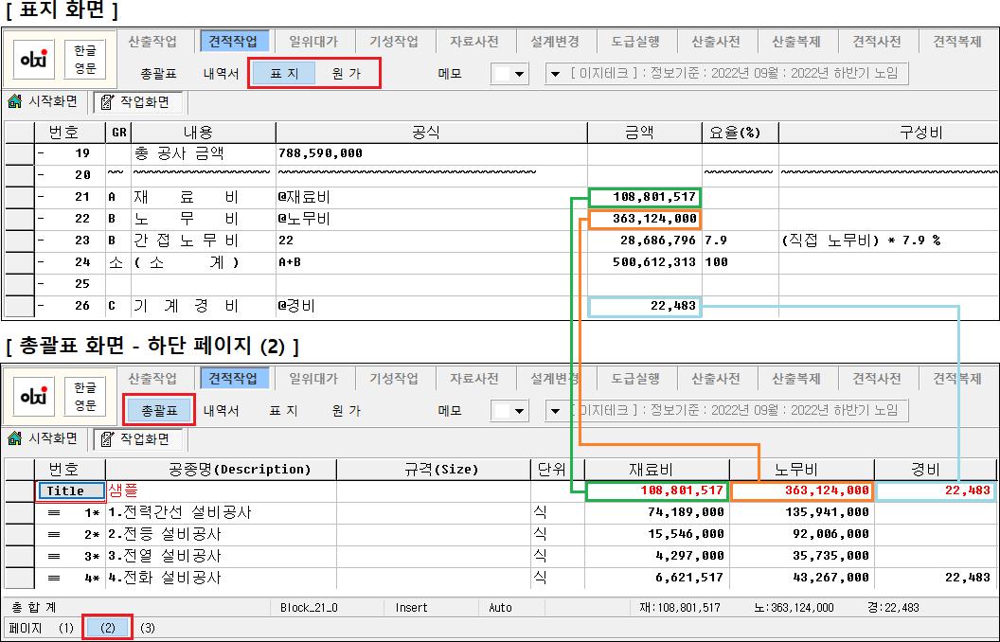 [ 표지 화면 ]
이지 한글 영문 산출작업 견적작업 일위대가 기성작업 자료사전 설계변경 도급실행 산출사전 산출복제 견적사전 견적복제
총괄표 내역서 표 지 원 가 메모 [ 이지테크 ] : 정보기준 : 2022년 09월 : 2022년 하반기 노임
시작화면 작업화면
번호 GR 내용 공식 금액 요율(%) 구성비
- 19 총 공사 금액 788,590,000
- 20 ~~ ~~~~~~~~~~~~~~~~~~ ~~~~~~~~~~~~~~~~~~~~~~~~~~~~~~~~~~ ~~~~~~~~~ ~~~~~~~~~~~~~~~~~~~~~~~~~~~~~
- 21 A 재 료 비 @재료비 108,801,517
- 22 B 노 무 비 @노무비 363,124,000
- 23 B 간 접 노 무 비 22 28,686,796 7.9 (직접 노무비) * 7.9 %
- 24 소 ( 소 계 ) A+B 500,612,313 100
- 25
- 26 C 기 계 경 비 @경비 22,483
[ 총괄표 화면 - 하단 페이지 (2) ]
이지 한글 영문 산출작업 견적작업 일위대가 기성작업 자료사전 설계변경 도급실행 산출사전 산출복제 견적사전 견적복제
총괄표 내역서 표 지 원 가 메모 [ 이지테크 ] : 정보기준 : 2022년 09월 : 2022년 하반기 노임
시작화면 작업화면
번호 공종명(Description) 규격(Size) 단위 재료비 노무비 경비
Title 샘플 108,801,517 363,124,000 22,483
= 1* 1.전력간선 설비공사 식 74,189,000 135,941,000
= 2* 2.전등 설비공사 식 15,546,000 92,006,000
= 3* 3.전열 설비공사 식 4,297,000 35,735,000
= 4* 4.전화 설비공사 식 6,621,517 43,267,000 22,483
총 합 계 Block_21_0 Insert Auto 재:108,801,517 노:363,124,000 경:22,483
페이지 (1) (2) (3)